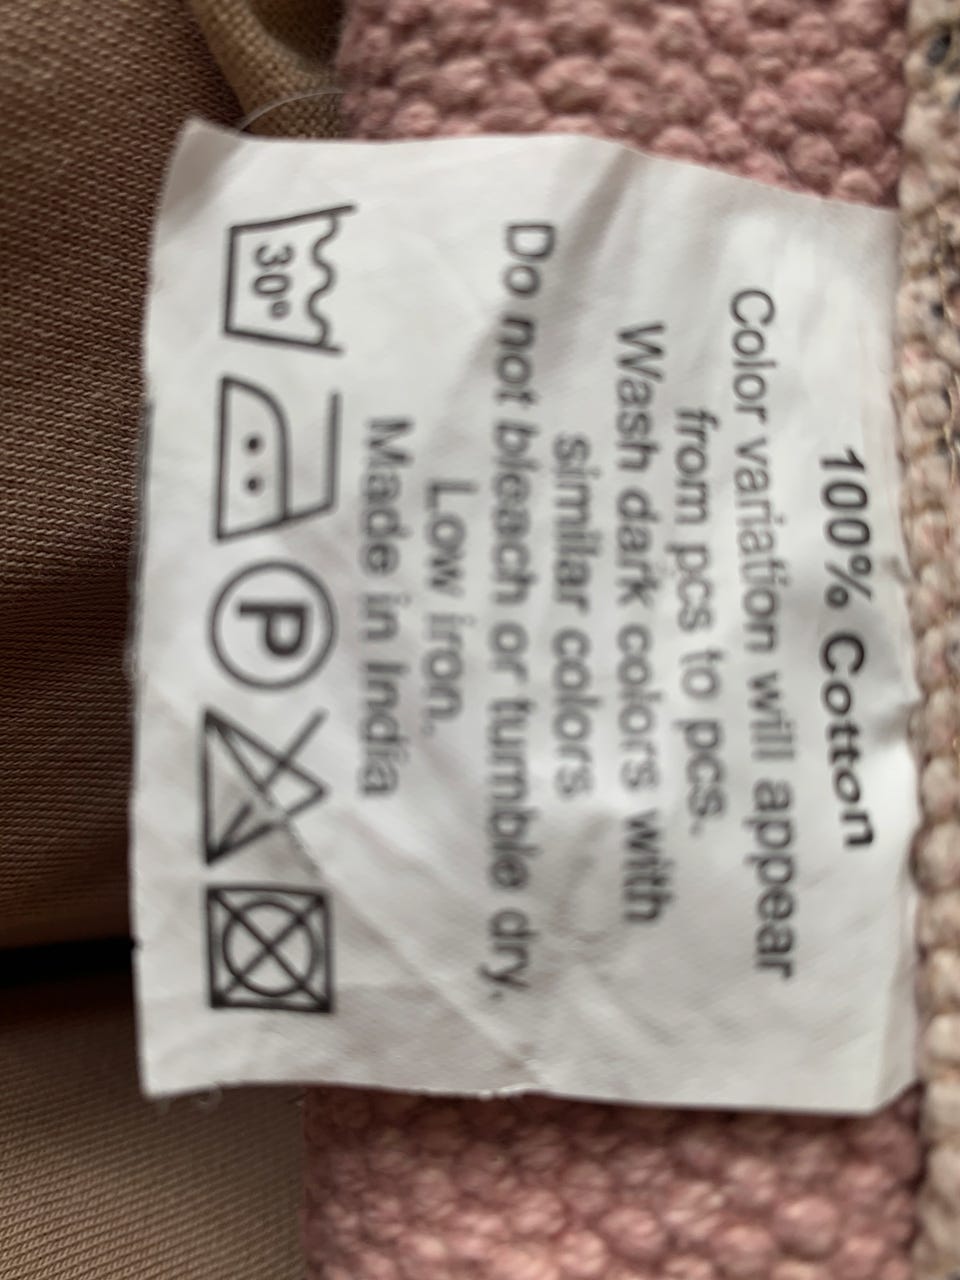 100% Cotton
Color variation will appear
from pcs to pcs.
Wash dark colors with
similar colors
Do not bleach or tumble dry.
Low iron.
Made in India
30°
P